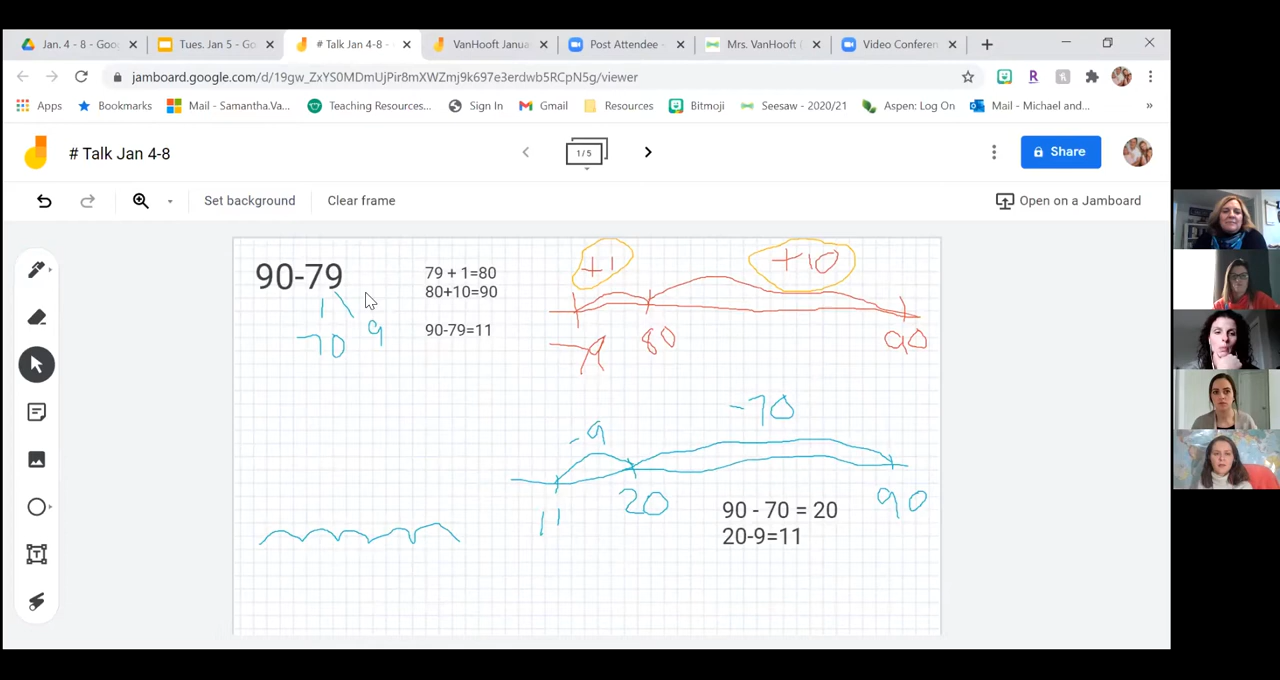 Jan. 4 - 8 - Goo
Tues. Jan 5 - Go
# Talk Jan 4-8 -
VanHooft Janua
Post Attendee -
Mrs. VanHooft (
Video Conferen
jamboard.google.com/d/19gw_ZxYS0MDmUjPir8mXWZmj9k697e3erdwb5RCpN5g/viewer
Apps
Bookmarks
Mail - Samantha.Va...
Teaching Resources...
Sign In
Gmail
Resources
Bitmoji
Seesaw - 2020/21
Aspen: Log On
Mail - Michael and...
»
# Talk Jan 4-8
1/5
Share
Set background
Clear frame
Open on a Jamboard
90-79
70 9
79 + 1=80
80+10=90
90-79=11
+1 +10
79 80 90
-9 -70
11 20 90
90 - 70 = 20
20-9=11